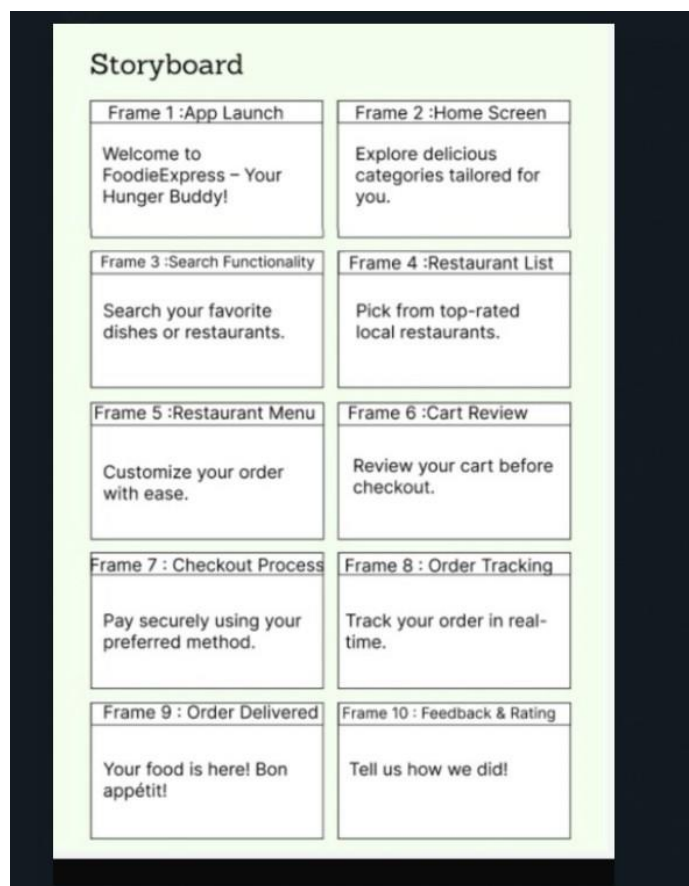 Storyboard
Frame 1 :App Launch
Welcome to
FoodieExpress – Your
Hunger Buddy!
Frame 2 :Home Screen
Explore delicious
categories tailored for
you.
Frame 3 :Search Functionality
Search your favorite
dishes or restaurants.
Frame 4 :Restaurant List
Pick from top-rated
local restaurants.
Frame 5 :Restaurant Menu
Customize your order
with ease.
Frame 6 :Cart Review
Review your cart before
checkout.
Frame 7 : Checkout Process
Pay securely using your
preferred method.
Frame 8 : Order Tracking
Track your order in real-
time.
Frame 9 : Order Delivered
Your food is here! Bon
appétit!
Frame 10 : Feedback & Rating
Tell us how we did!